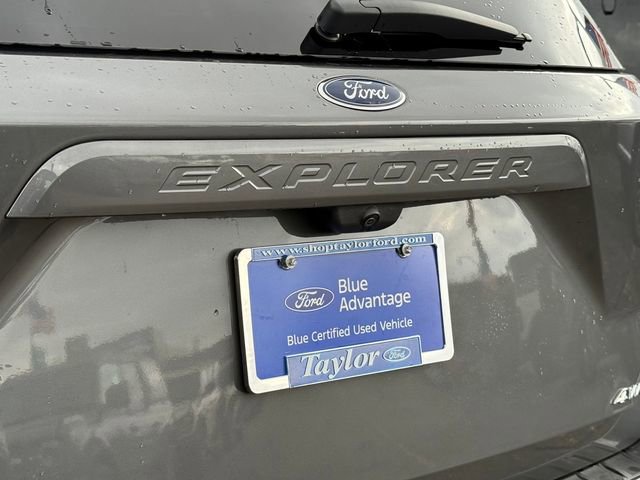 Ford
EXPLORER
www.shoptaylorford.com
Ford
Blue
Advantage
Blue Certified Used Vehicle
Taylor Ford